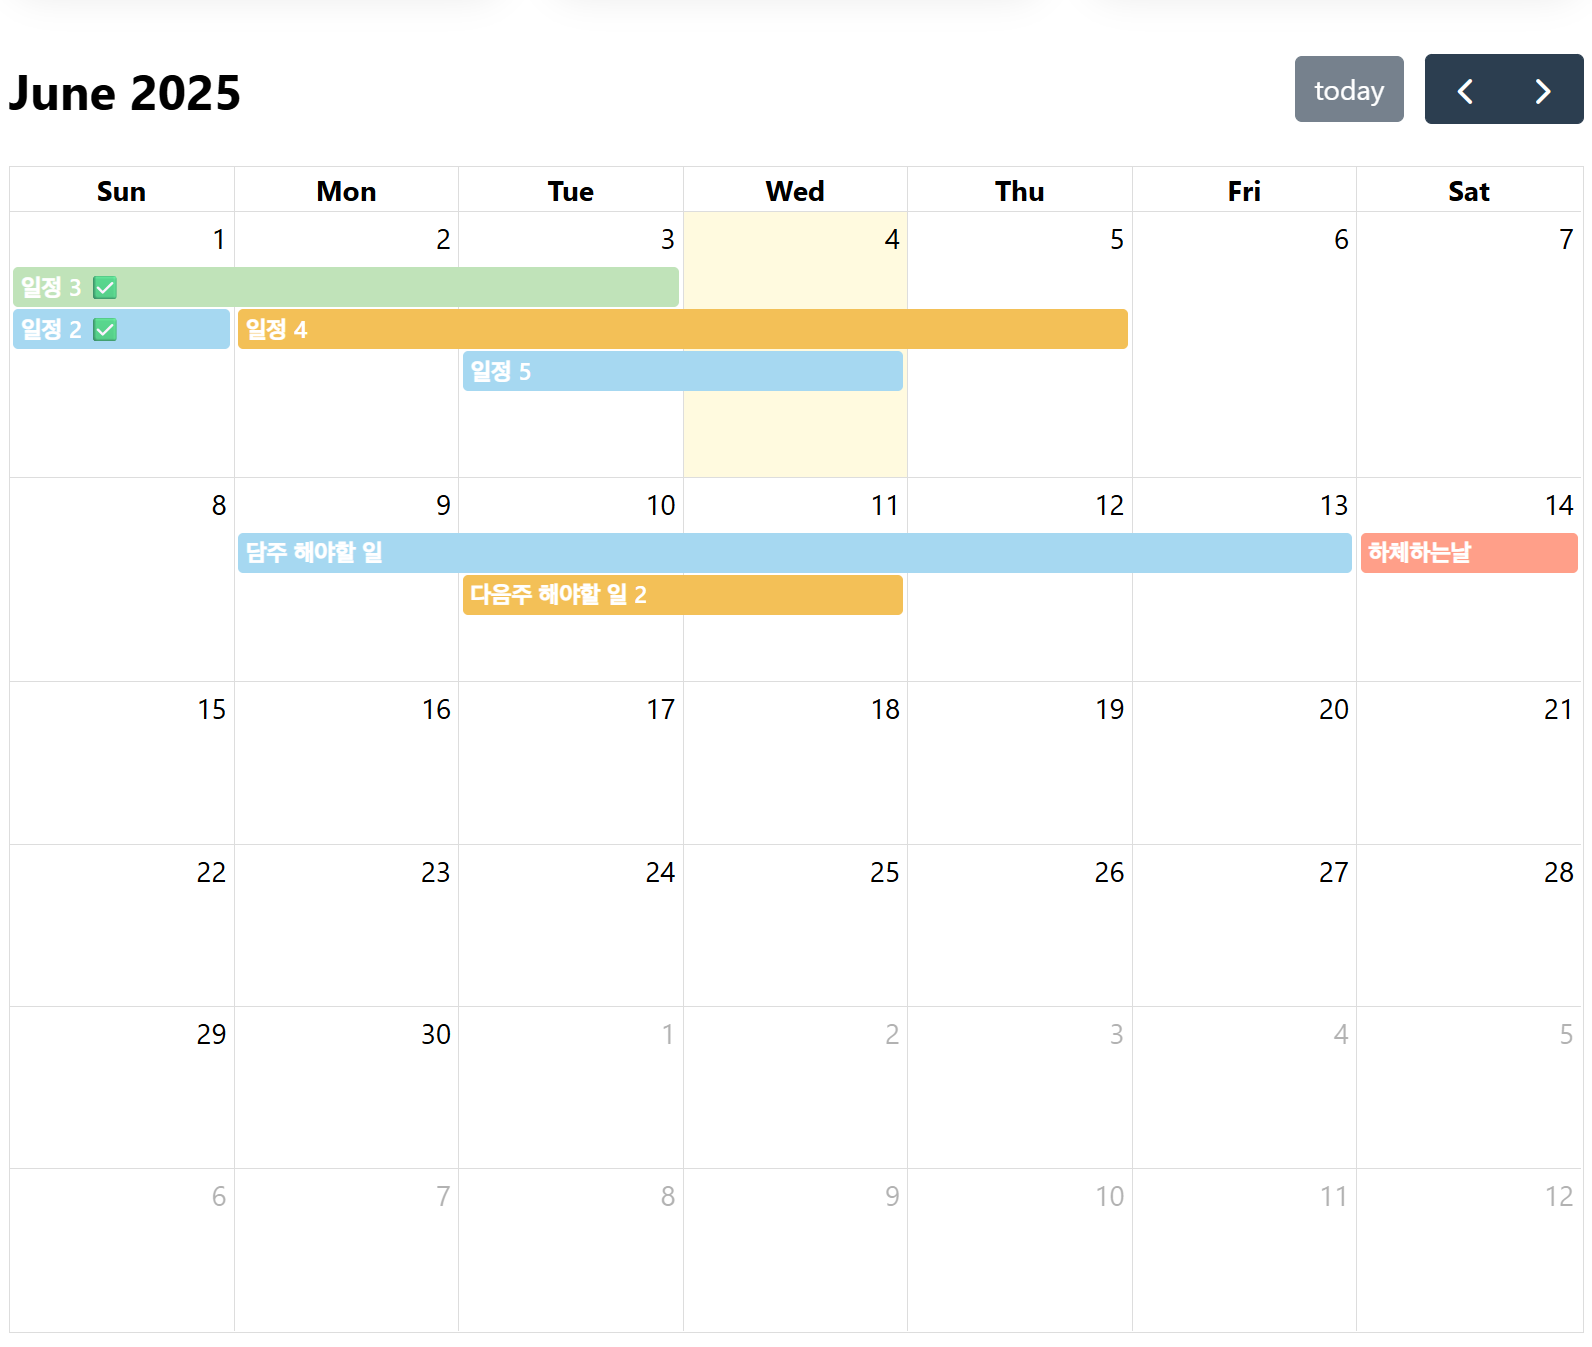 June 2025
today
Sun Mon Tue Wed Thu Fri Sat
1 2 3 4 5 6 7
일정 3 ✅
일정 2 ✅ 일정 4
일정 5
8 9 10 11 12 13 14
담주 해야할 일 하체하는날
다음주 해야할 일 2
15 16 17 18 19 20 21
22 23 24 25 26 27 28
29 30 1 2 3 4 5
6 7 8 9 10 11 12